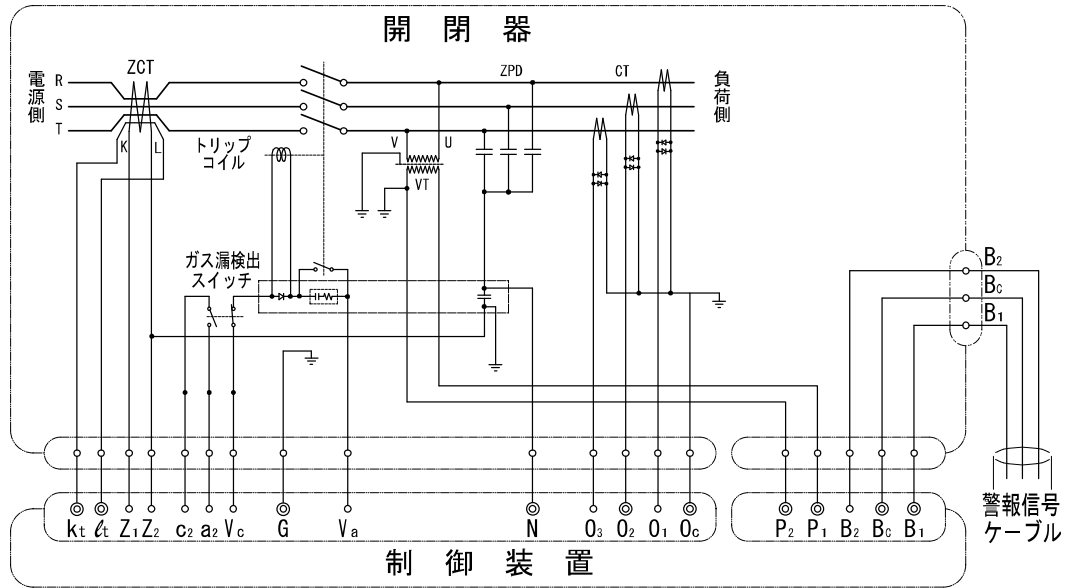 開閉器
ZCT
ZPD
CT
電源側
R
S
T
負荷側
K
L
トリップ
コイル
V
U
VT
ガス漏検出
スイッチ
B2
BC
B1
kt
ℓt
Z1
Z2
c2
a2
Vc
G
Va
N
O3
O2
O1
Oc
P2
P1
B2
BC
B1
警報信号
ケーブル
制御装置